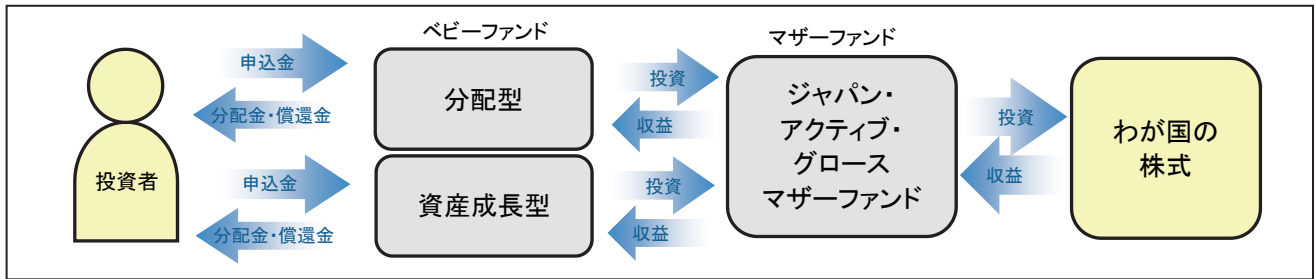 ベビーファンド
マザーファンド
申込金
分配金・償還金
投資者
申込金
分配金・償還金
分配型
資産成長型
投資
収益
投資
収益
ジャパン・
アクティブ・
グロース
マザーファンド
投資
収益
わが国の
株式